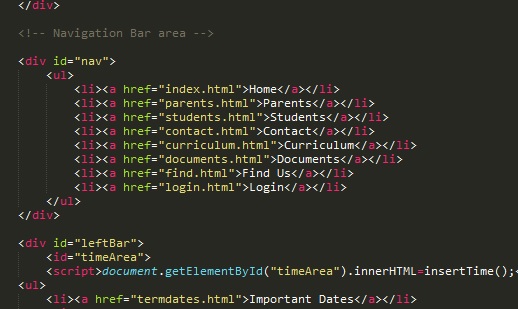 </div>
<!-- Navigation Bar area -->
<div id="nav">
<ul>
<li><a href="index.html">Home</a></li>
<li><a href="parents.html">Parents</a></li>
<li><a href="students.html">Students</a></li>
<li><a href="contact.html">Contact</a></li>
<li><a href="curriculum.html">Curriculum</a></li>
<li><a href="documents.html">Documents</a></li>
<li><a href="find.html">Find Us</a></li>
<li><a href="login.html">Login</a></li>
</ul>
</div>
<div id="leftBar">
<id="timeArea">
<script>document.getElementById("timeArea").innerHTML=insertTime();<
<ul>
<li><a href="termdates.html">Important Dates</a></li>